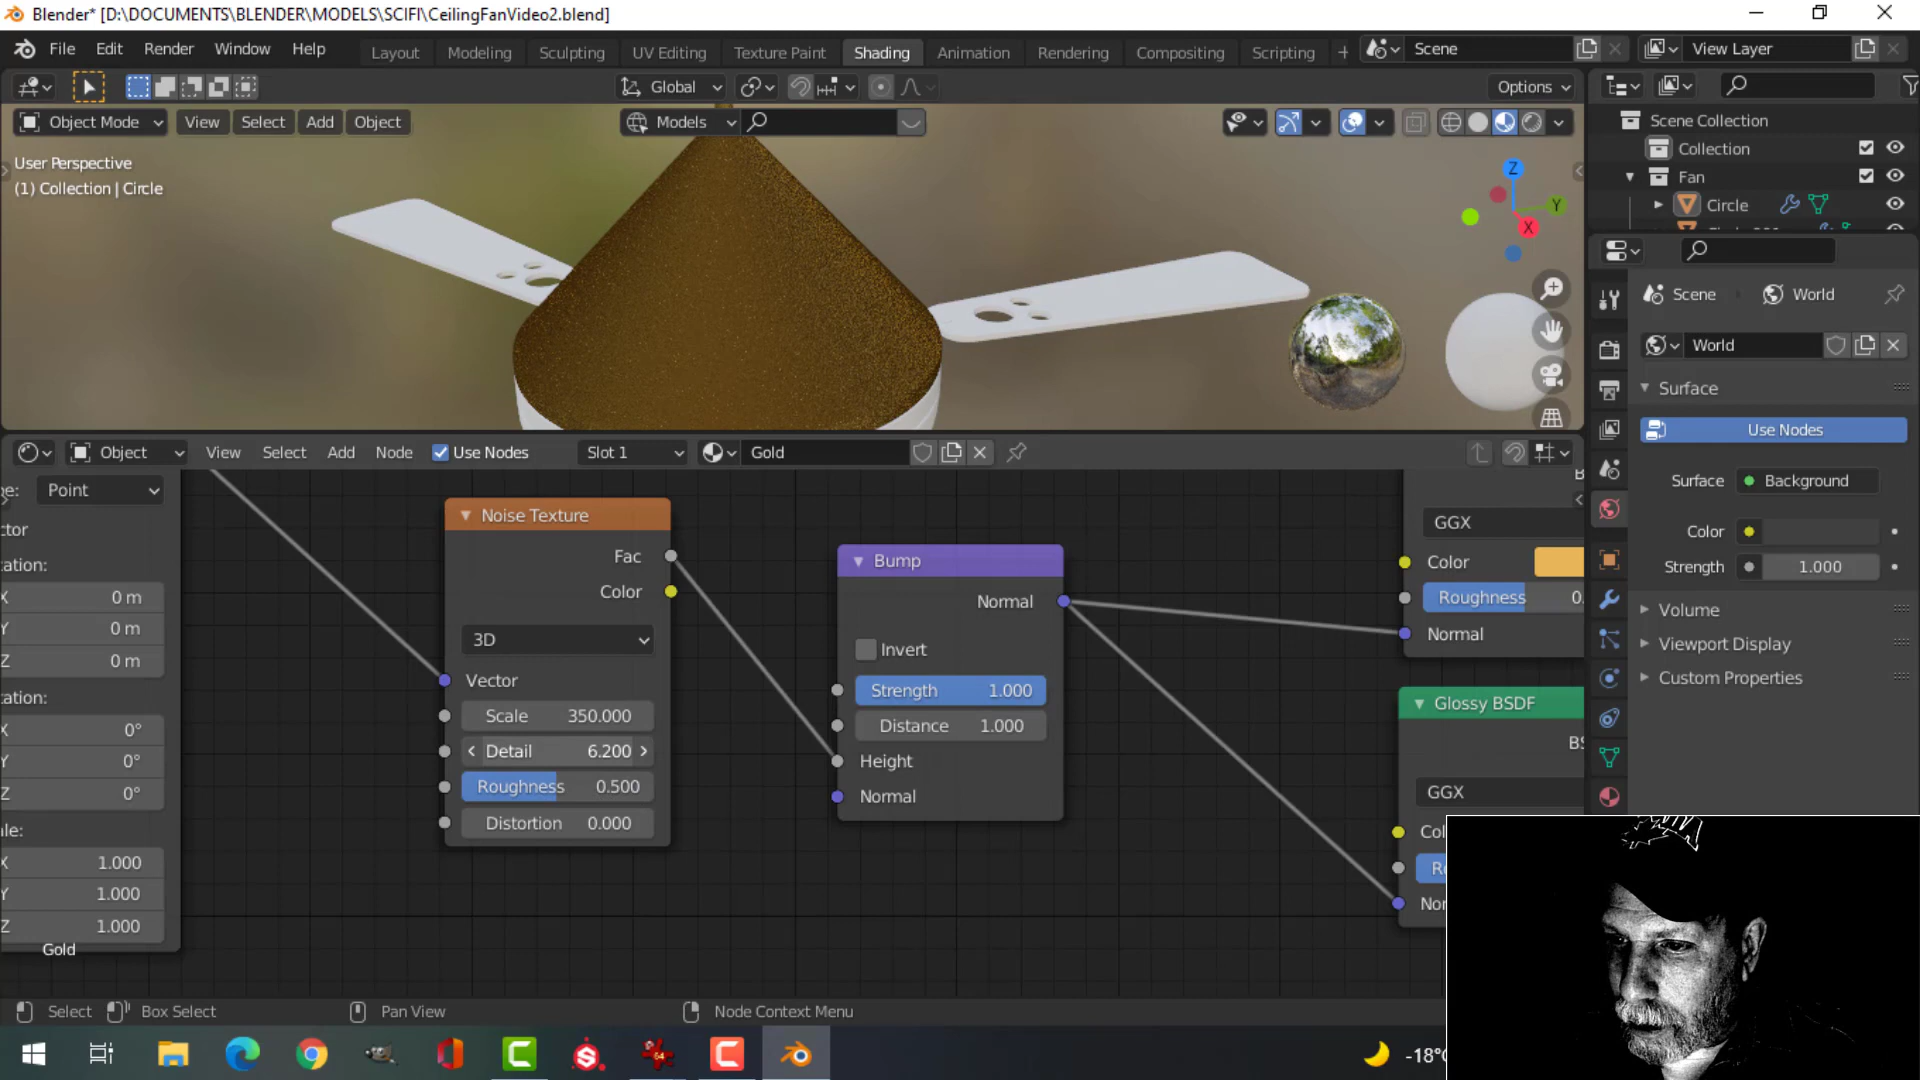 Blender* [D:\DOCUMENTS\BLENDER\MODELS\SCIFI\CeilingFanVideo2.blend]
File Edit Render Window Help Layout Modeling Sculpting UV Editing Texture Paint Shading Animation Rendering Compositing Scripting + Scene View Layer
Global Options
Object Mode View Select Add Object Models
Scene Collection
Collection
Fan
Circle
User Perspective
(1) Collection | Circle
Z
Y
X
Scene World
World
Surface
Use Nodes
Surface Background
Color
Strength 1.000
Volume
Viewport Display
Custom Properties
Object View Select Add Node Use Nodes Slot 1 Gold
Point
0 m
0 m
0 m
0°
0°
0°
X 1.000
Y 1.000
Z 1.000
Gold
Noise Texture
Fac
Color
3D
Vector
Scale 350.000
Detail 6.200
Roughness 0.500
Distortion 0.000
Bump
Normal
Invert
Strength 1.000
Distance 1.000
Height
Normal
GGX
Color
Roughness 0.
Normal
Glossy BSDF
GGX
Select Box Select Pan View Node Context Menu
-18°